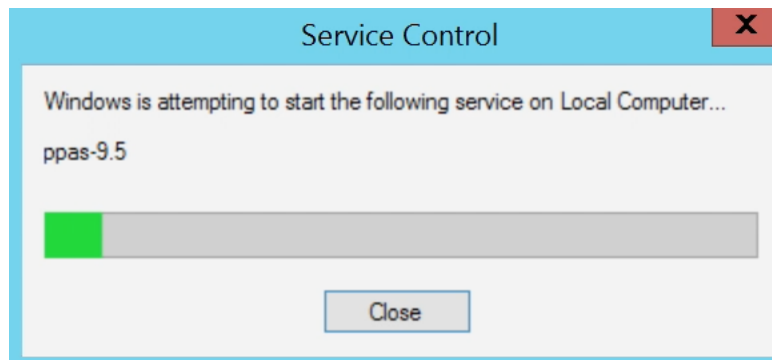 Service Control
X
Windows is attempting to start the following service on Local Computer...
ppas-9.5
Close